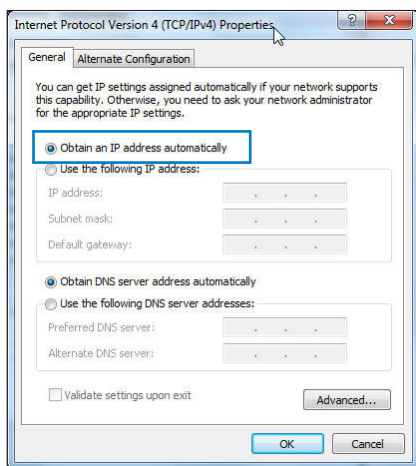 Internet Protocol Version 4 (TCP/IPv4) Properties
General
Alternate Configuration
You can get IP settings assigned automatically if your network supports
this capability. Otherwise, you need to ask your network administrator
for the appropriate IP settings.
Obtain an IP address automatically
Use the following IP address:
IP address:
Subnet mask:
Default gateway:
Obtain DNS server address automatically
Use the following DNS server addresses:
Preferred DNS server:
Alternate DNS server:
Validate settings upon exit
Advanced...
OK
Cancel